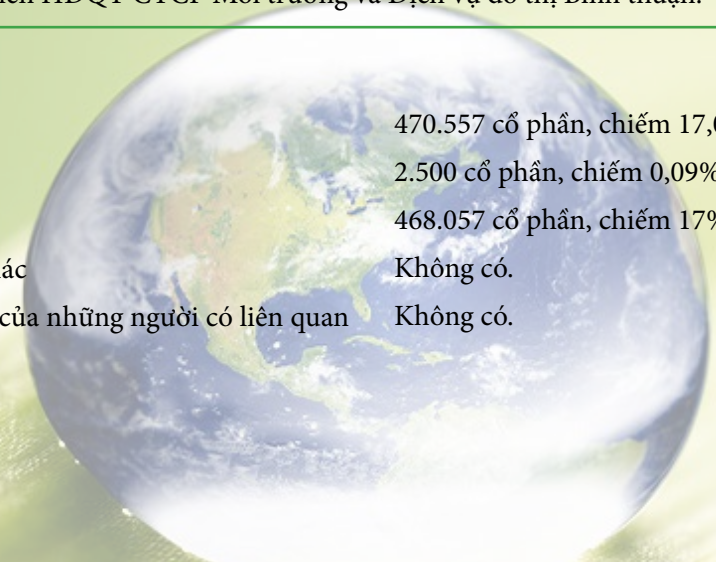 HĐQT CTCP Môi trường và Dịch vụ đô thị Bình thuận.
470.557 cổ phần, chiếm 17,0
2.500 cổ phần, chiếm 0,09%
468.057 cổ phần, chiếm 17%
ác Không có.
của những người có liên quan Không có.